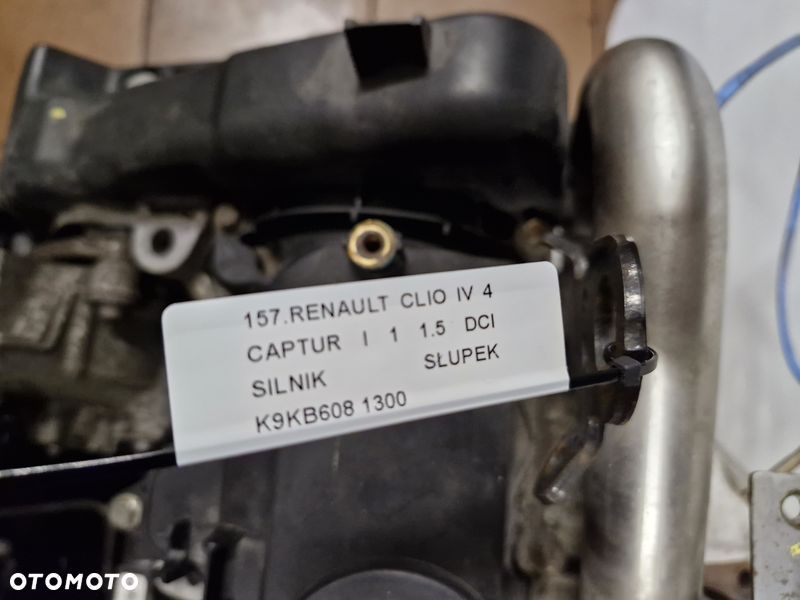 157.RENAULT CLIO IV 4
CAPTUR I 1 1.5 DCI
SILNIK SŁUPEK
K9KB608 1300
OTOMOTO